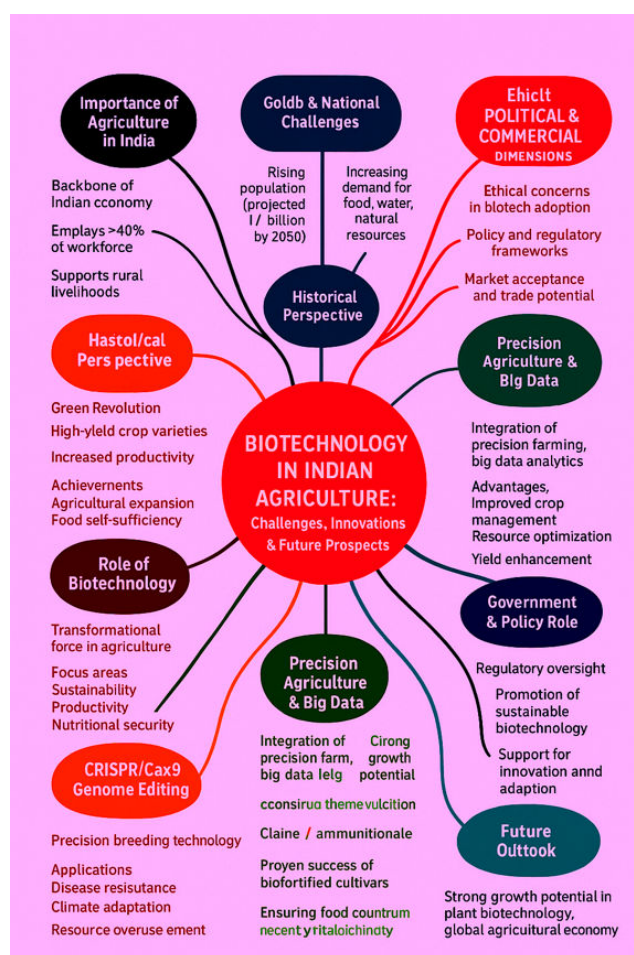 Importance of
Agriculture
in India
Backbone of
Indian cconomy
Emplays >40%
of workforce
Supports rural
livelihoods
Goldb & National
Challenges
Rising
population
(projected
I / billion
by 2050)
Increasing
demand for
food, water,
natural
resources
Historical
Perspective
Ehiclt
POLITICAL &
COMMERCIAL
DIMENSIONS
Ethical concerns
in blotech adoption
Policy and regulatory
frameworks
Market acceptance
and trade potential
Hastol/cal
Pers pective
Green Revolution
High-yleld crop varieties
Increased productivity
Achievernents
Agricultural expansion
Food self-sufficiency
BIOTECHNOLOGY
IN INDIAN
AGRICULTURE:
Challenges, Innovations
& Future Prospects
Precision
Agriculture &
BIg Data
Integration of
precision farming,
big data analytics
Advantages,
Improved crop
management
Resource optimization
Yield enhancement
Role of
Biotechnology
Transformational
force in agriculture
Focus areas
Sustainability
Productivity
Nutritional security
Government
& Policy Role
Regulatory oversight
Promotion of
sustainable
biotechnology
Support for
innovation annd
adaption
CRISPR/Cax9
Genome Editing
Precision breeding technology
Applications
Disease resisutance
Climate adaptation
Resource overuse ement
Precision
Agriculture
& Big Data
Integration of Cirong
precision farm, growth
big data lelg potential
cconsirua themevulcition
Claine / ammunitionale
Proyen success of
biofortified cultivars
Ensuring food countrum
necenty yritaloichinaty
Future
Outtook
Strong growth potential in
plant biotechnology,
global agricuitural economy